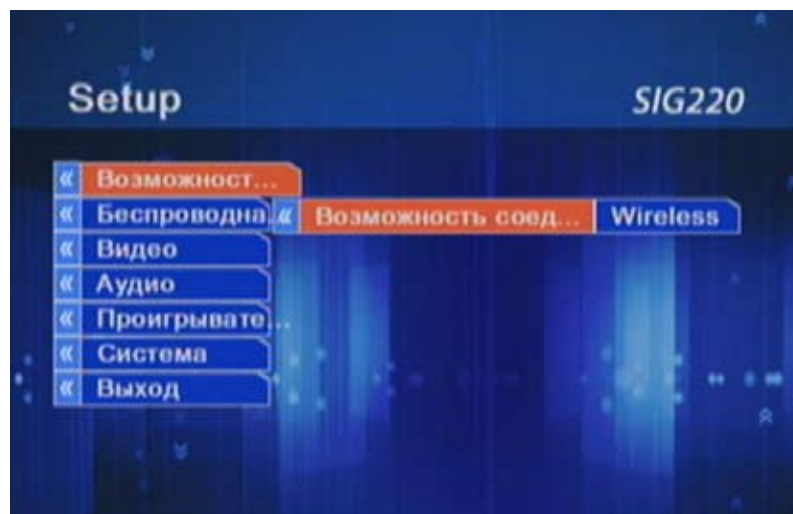 Setup
SIG220
« Возможност...
« Беспроводна.
« Возможность соед... Wireless
« Видео
« Аудио
« Проигрывате...
« Система
« Выход